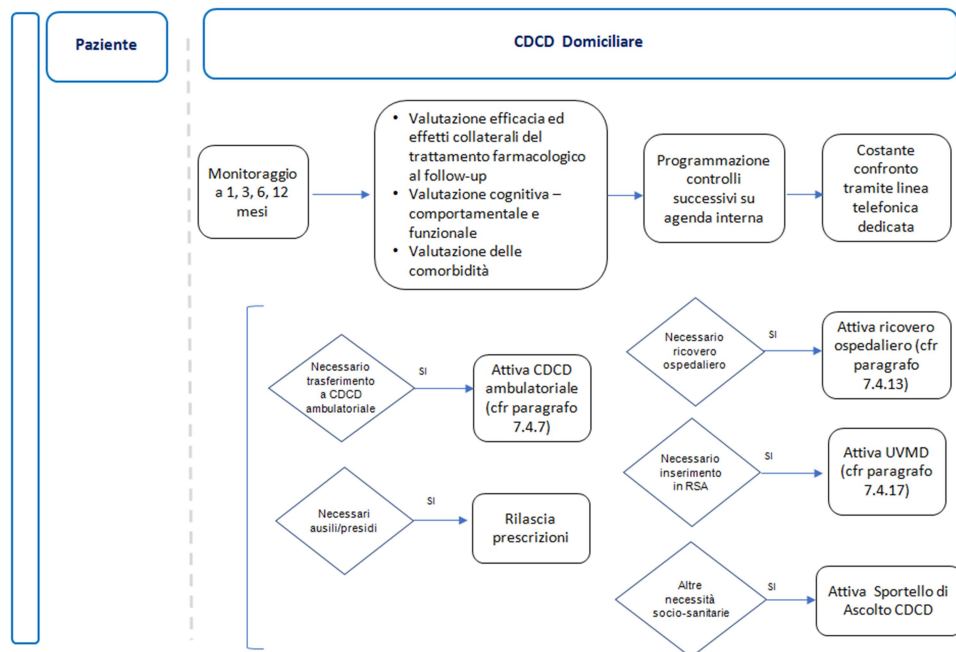 Paziente
CDCD Domiciliare
Monitoraggio
a 1, 3, 6, 12
mesi
• Valutazione efficacia ed
effetti collaterali del
trattamento farmacologico
al follow-up
• Valutazione cognitiva –
comportamentale e
funzionale
• Valutazione delle
comorbidità
Programmazione
controlli
successivi su
agenda interna
Costante
confronto
tramite linea
telefonica
dedicata
Necessario
trasferimento
a CDCD
ambulatoriale
SI
Attiva CDCD
ambulatoriale
(cfr paragrafo
7.4.7)
Necessario
ricovero
ospedaliero
SI
Attiva ricovero
ospedaliero (cfr
paragrafo
7.4.13)
Necessari
ausili/presidi
SI
Rilascia
prescrizioni
Necessario
inserimento
in RSA
SI
Attiva UVMD
(cfr paragrafo
7.4.17)
Altre
necessità
socio-sanitarie
SI
Attiva Sportello di
Ascolto CDCD